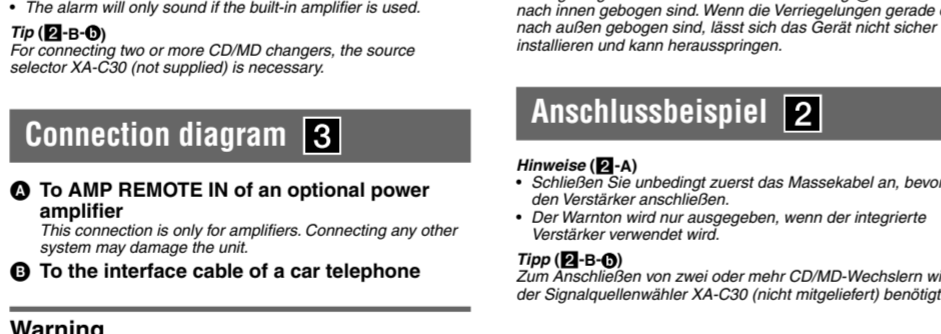 • The alarm will only sound if the built-in amplifier is used.
Tip (2-B-❻)
For connecting two or more CD/MD changers, the source
selector XA-C30 (not supplied) is necessary.
Connection diagram 3
Ⓐ To AMP REMOTE IN of an optional power
amplifier
This connection is only for amplifiers. Connecting any other
system may damage the unit.
Ⓑ To the interface cable of a car telephone
Warning
nach innen gebogen sind. Wenn die Verriegelungen gerade
nach außen gebogen sind, lässt sich das Gerät nicht sicher
installieren und kann herausspringen.
Anschlussbeispiel 2
Hinweise (2-A)
• Schließen Sie unbedingt zuerst das Massekabel an, bevor
den Verstärker anschließen.
• Der Warnton wird nur ausgegeben, wenn der integrierte
Verstärker verwendet wird.
Tipp (2-B-❻)
Zum Anschließen von zwei oder mehr CD/MD-Wechslern
der Signalquellenwähler XA-C30 (nicht mitgeliefert) benötigt